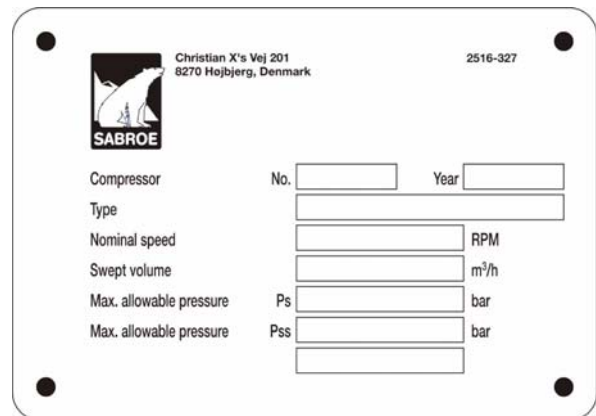 Christian X's Vej 201 2516-327
8270 Højbjerg, Denmark
SABROE
Compressor No. Year
Type
Nominal speed RPM
Swept volume m³/h
Max. allowable pressure Ps bar
Max. allowable pressure Pss bar